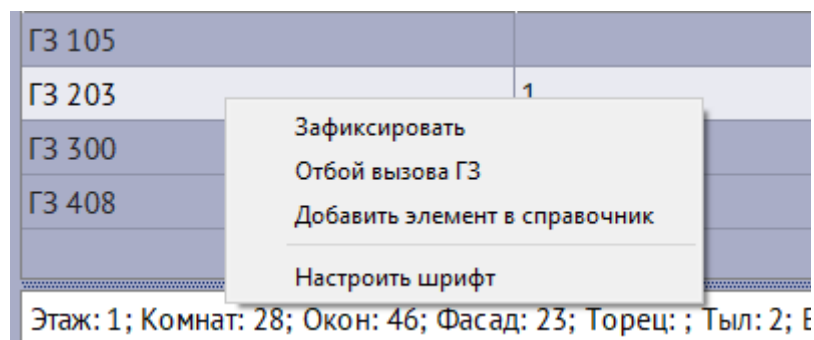 ГЗ 105
ГЗ 203 1
Зафиксировать
ГЗ 300
Отбой вызова ГЗ
ГЗ 408
Добавить элемент в справочник
Настроить шрифт
Этаж: 1; Комнат: 28; Окон: 46; Фасад: 23; Торец: ; Тыл: 2;